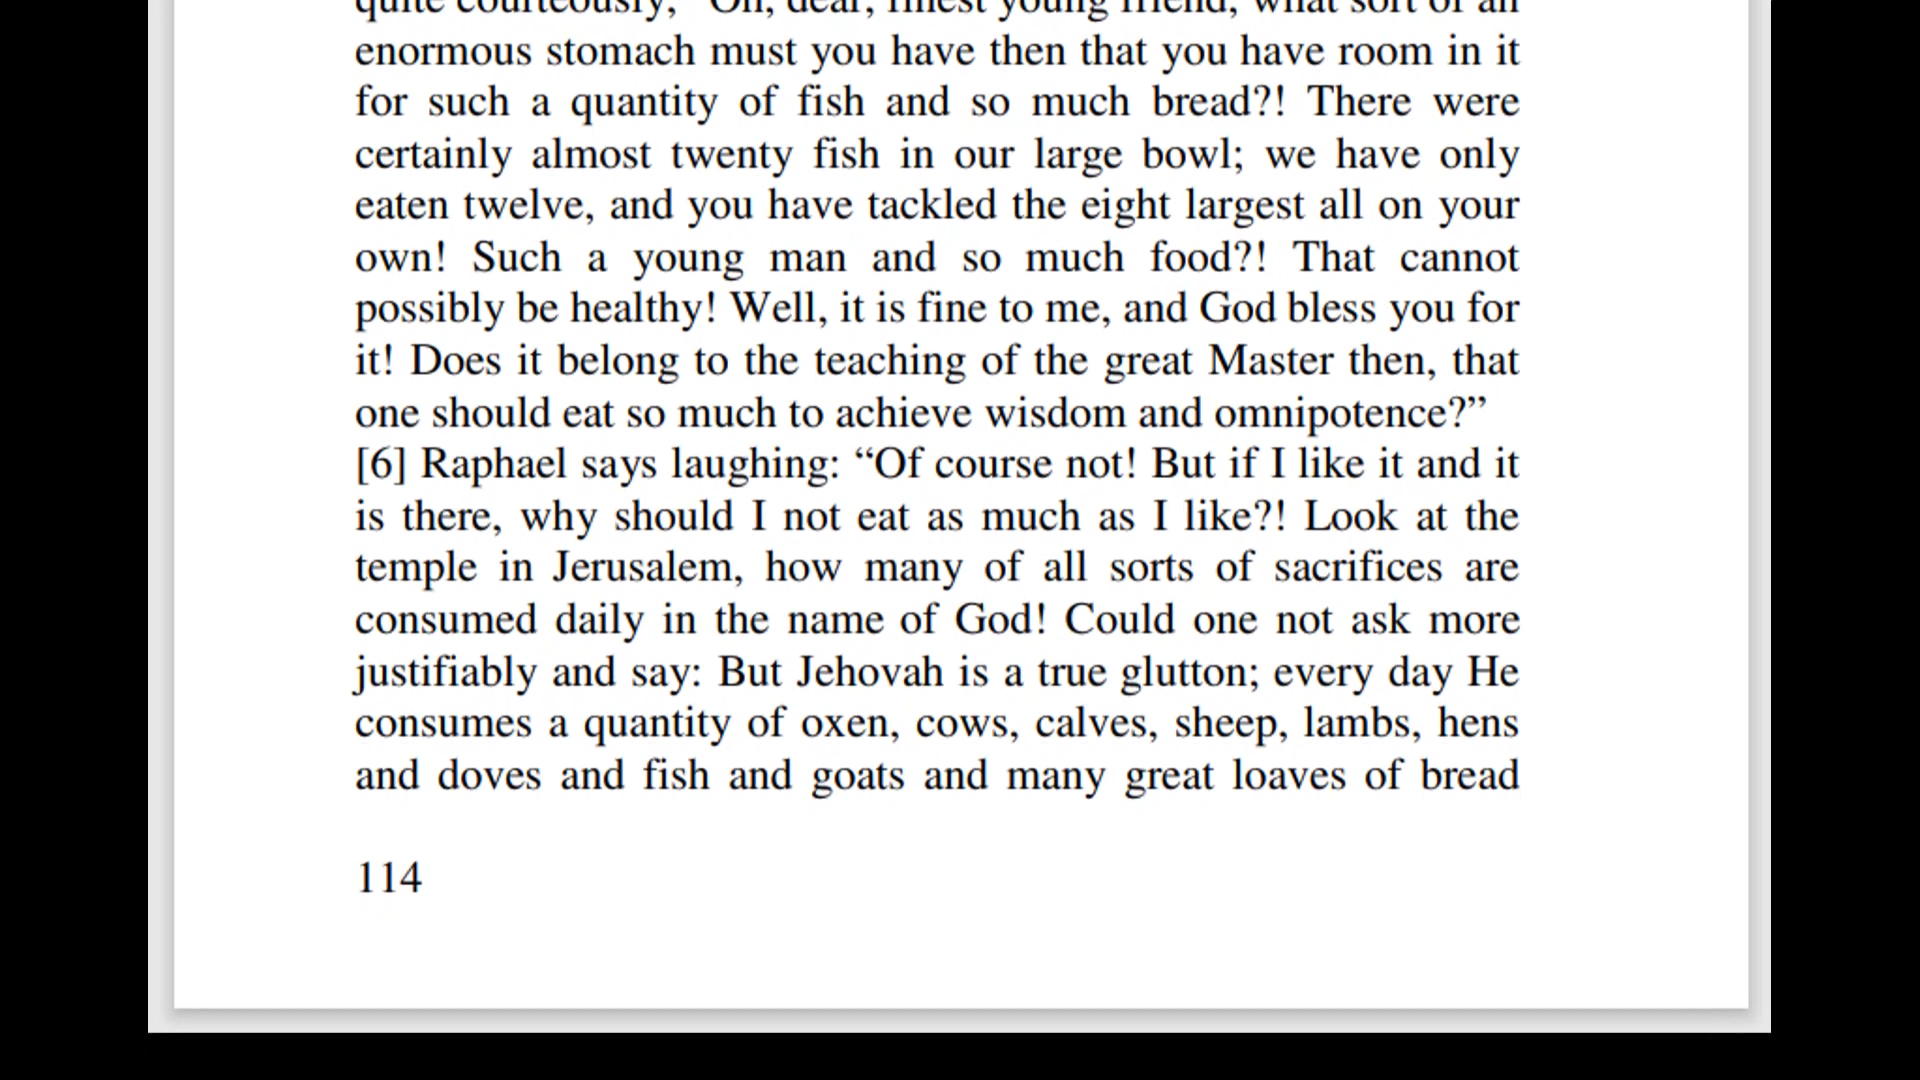 quite courteously, “Oh, dear, finest young friend, what sort of an
enormous stomach must you have then that you have room in it
for such a quantity of fish and so much bread?! There were
certainly almost twenty fish in our large bowl; we have only
eaten twelve, and you have tackled the eight largest all on your
own! Such a young man and so much food?! That cannot
possibly be healthy! Well, it is fine to me, and God bless you for
it! Does it belong to the teaching of the great Master then, that
one should eat so much to achieve wisdom and omnipotence?”
[6] Raphael says laughing: “Of course not! But if I like it and it
is there, why should I not eat as much as I like?! Look at the
temple in Jerusalem, how many of all sorts of sacrifices are
consumed daily in the name of God! Could one not ask more
justifiably and say: But Jehovah is a true glutton; every day He
consumes a quantity of oxen, cows, calves, sheep, lambs, hens
and doves and fish and goats and many great loaves of bread
114